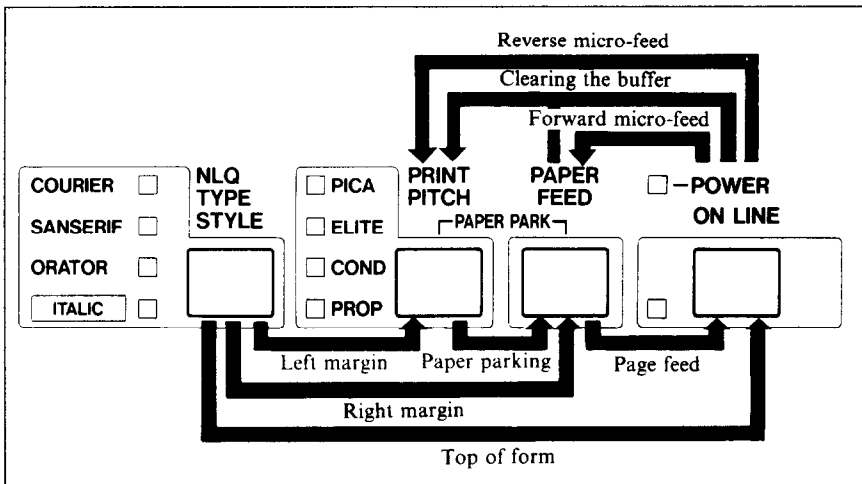 Reverse micro-feed
Clearing the buffer
Forward micro-feed
COURIER
SANSERIF
ORATOR
ITALIC
NLQ
TYPE
STYLE
PICA
ELITE
COND
PROP
PRINT
PITCH
PAPER
FEED
PAPER PARK
–POWER
ON LINE
Left margin
Paper parking
Page feed
Right margin
Top of form